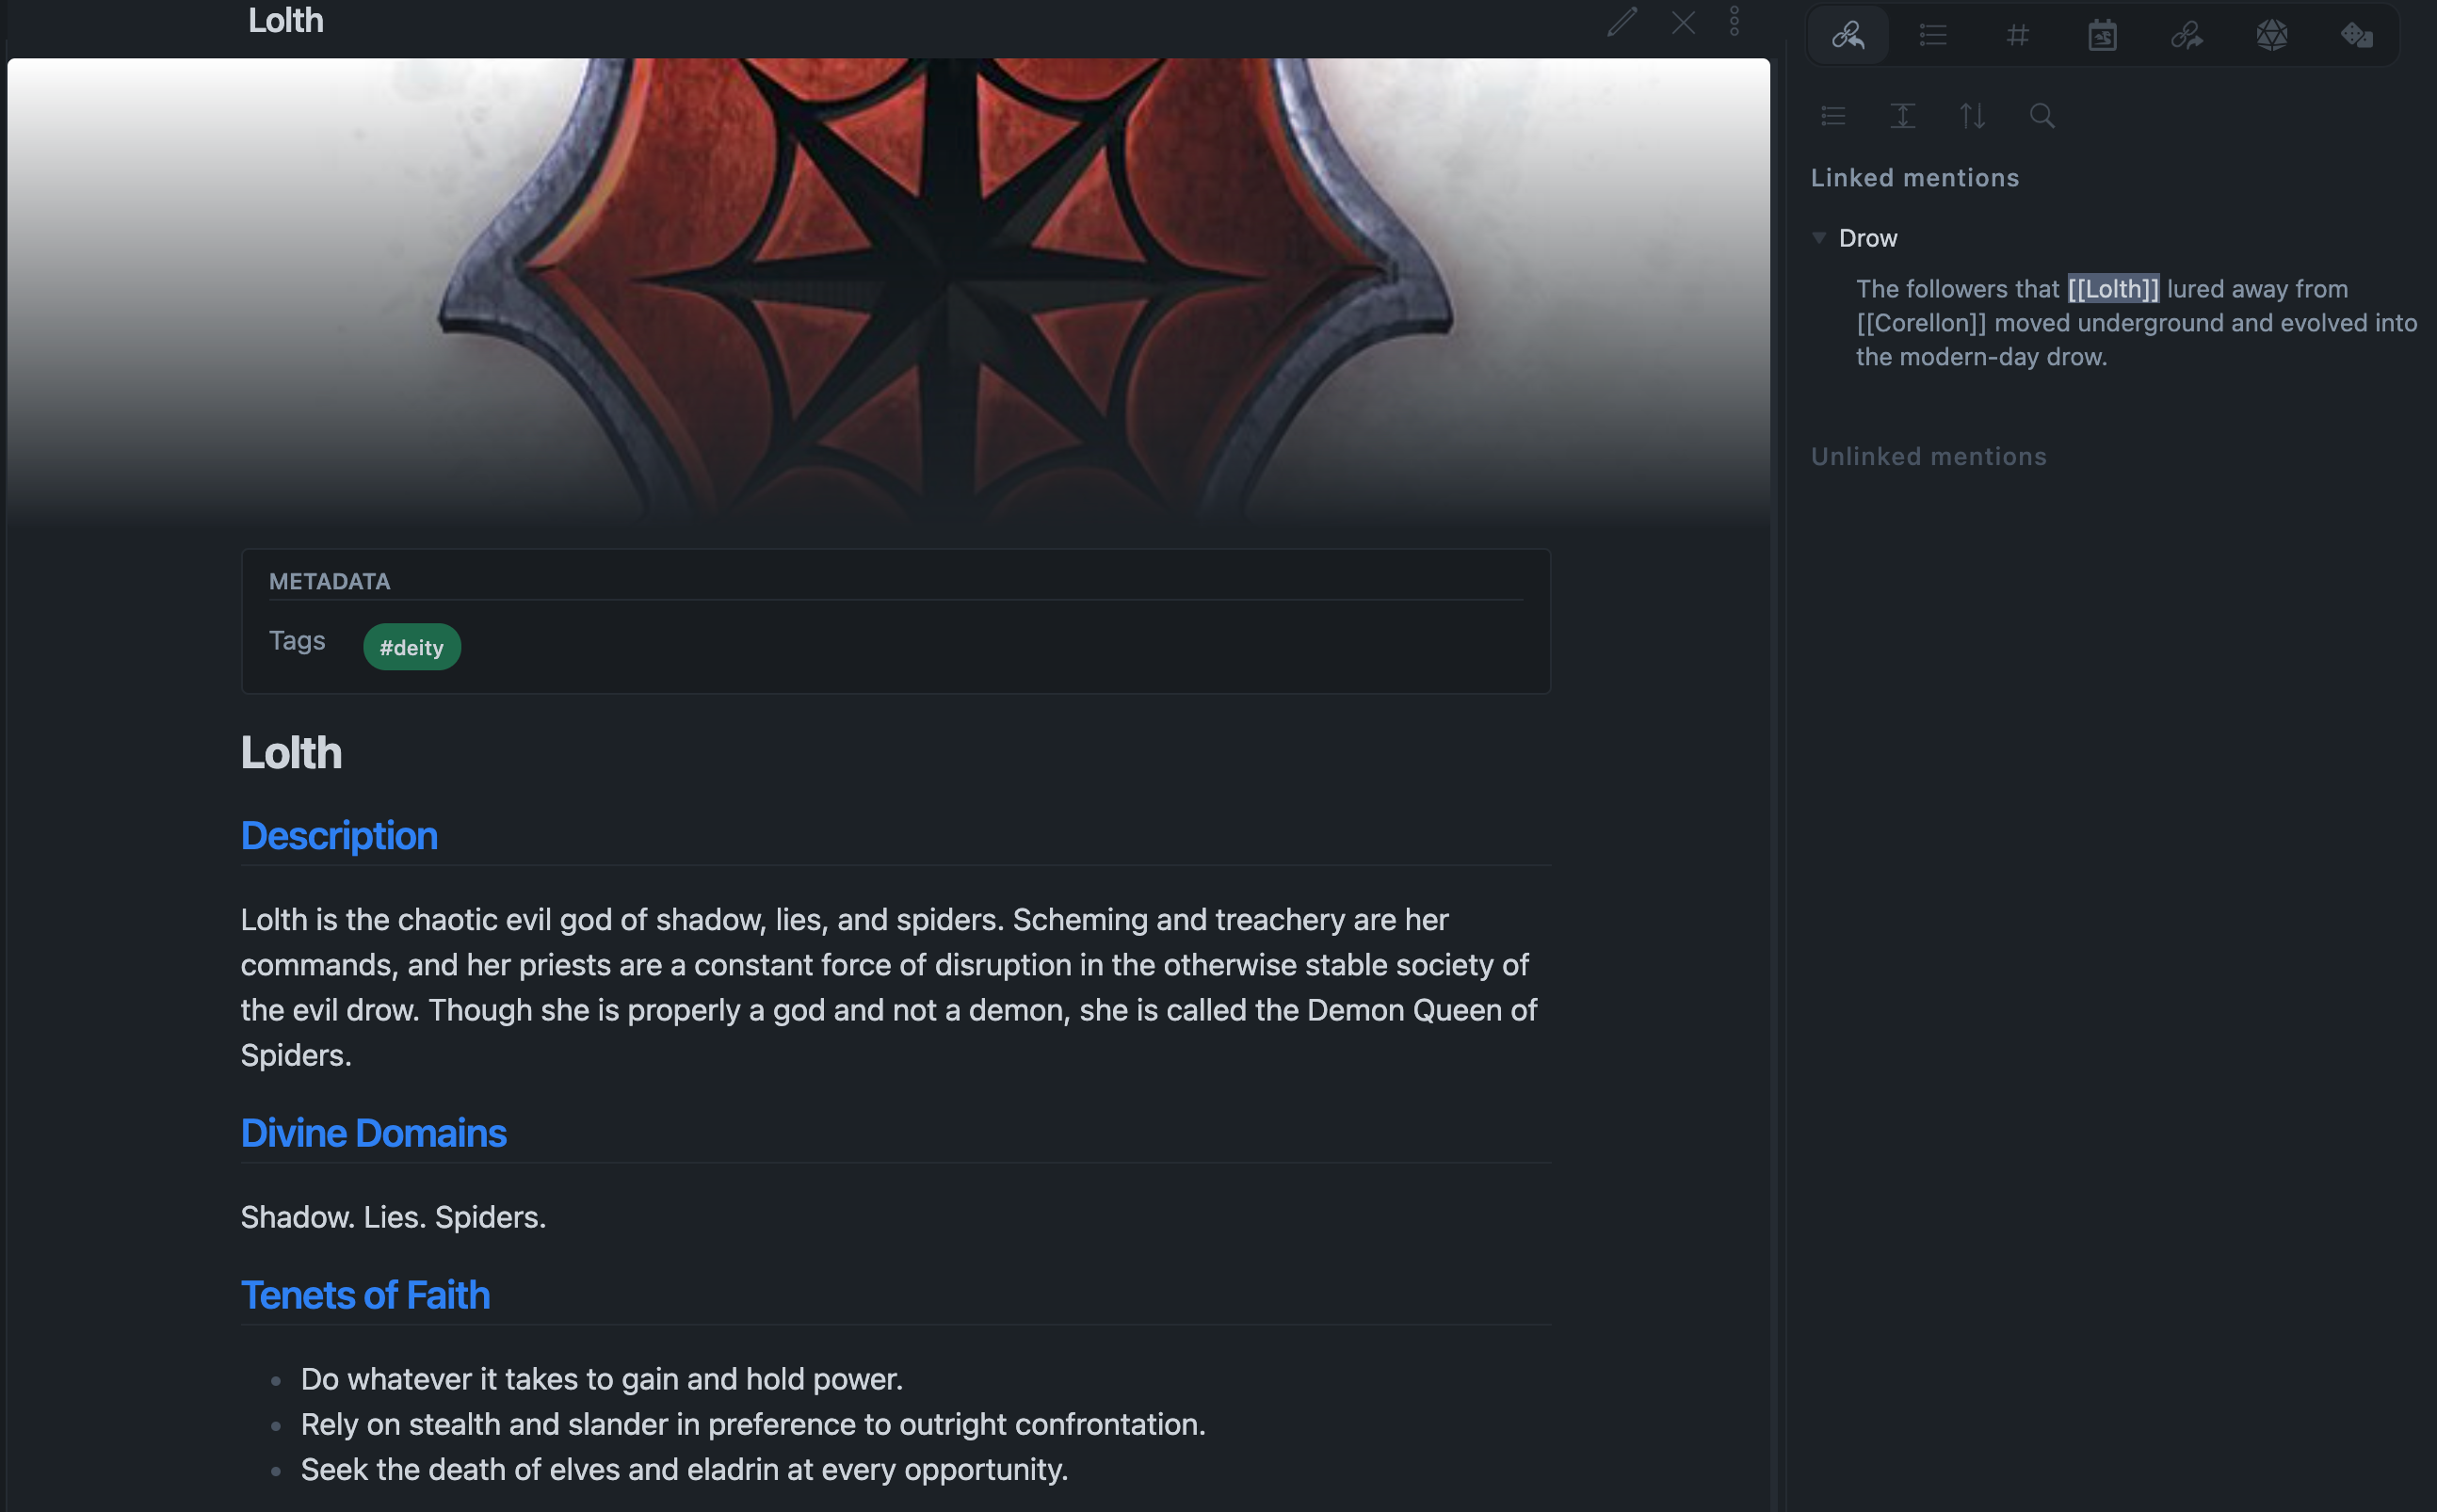 Lolth
METADATA
Tags
#deity
Lolth
Description
Lolth is the chaotic evil god of shadow, lies, and spiders. Scheming and treachery are her
commands, and her priests are a constant force of disruption in the otherwise stable society of
the evil drow. Though she is properly a god and not a demon, she is called the Demon Queen of
Spiders.
Divine Domains
Shadow. Lies. Spiders.
Tenets of Faith
Do whatever it takes to gain and hold power.
Rely on stealth and slander in preference to outright confrontation.
Seek the death of elves and eladrin at every opportunity.
Linked mentions
Drow
The followers that [[Lolth]] lured away from
[[Corellon]] moved underground and evolved into
the modern-day drow.
Unlinked mentions